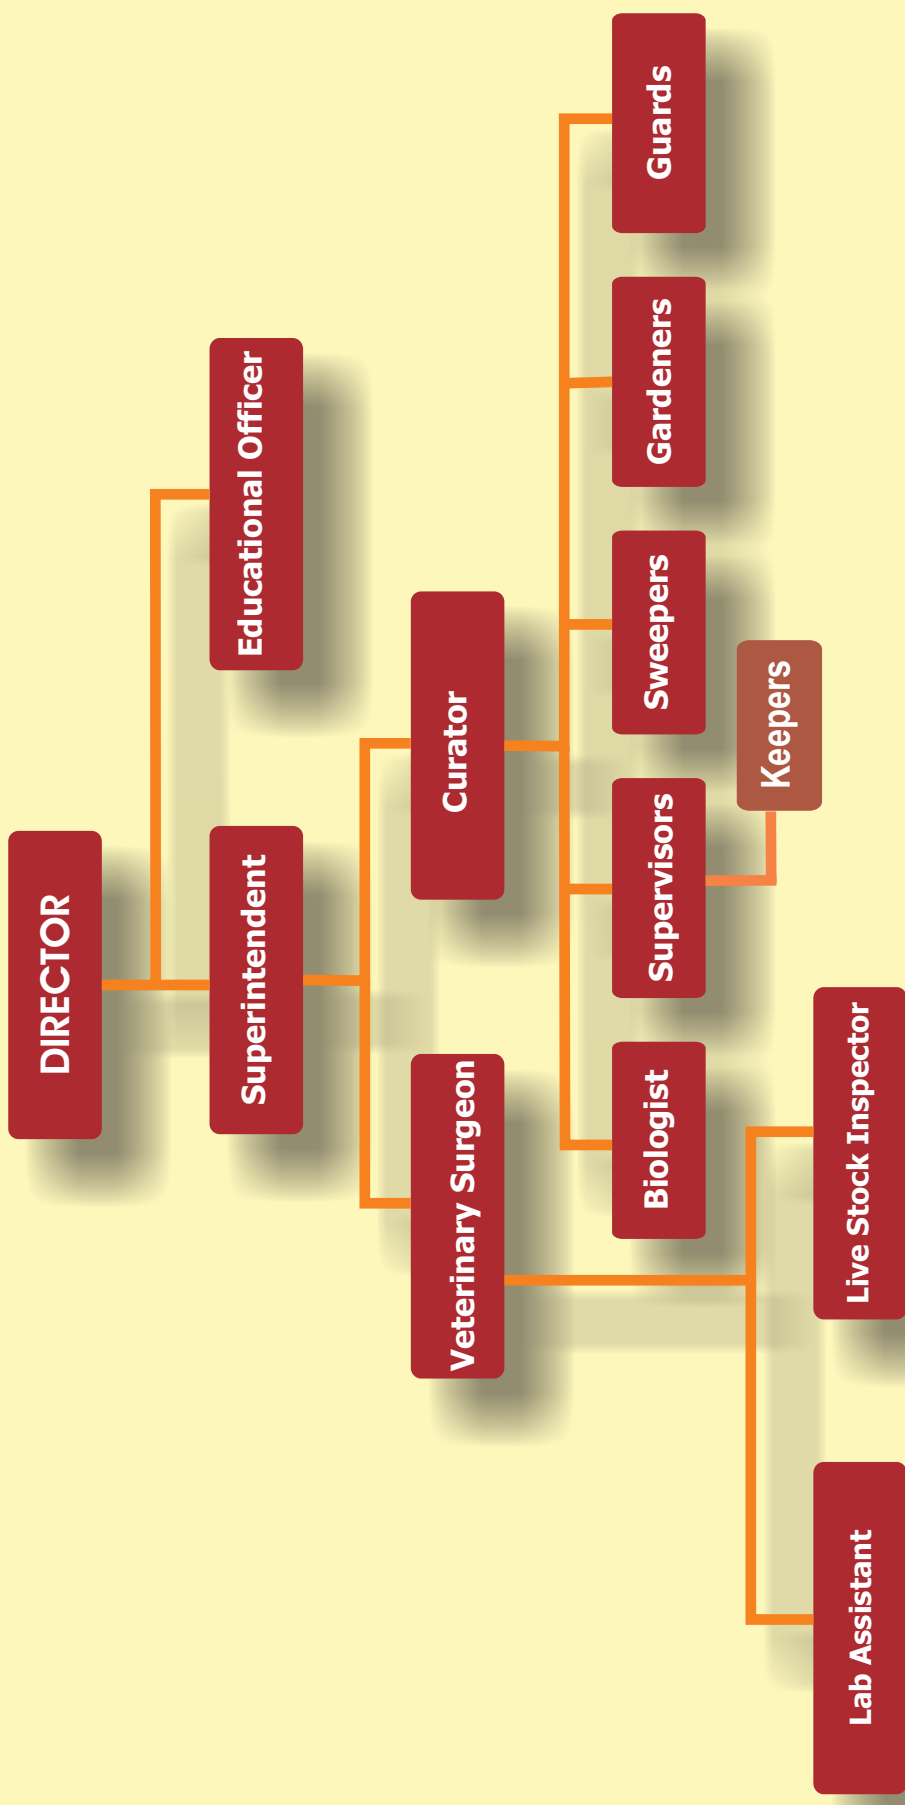 DIRECTOR
Superintendent
Educational Officer
Veterinary Surgeon
Curator
Biologist
Supervisors
Sweepers
Gardeners
Guards
Keepers
Lab Assistant
Live Stock Inspector